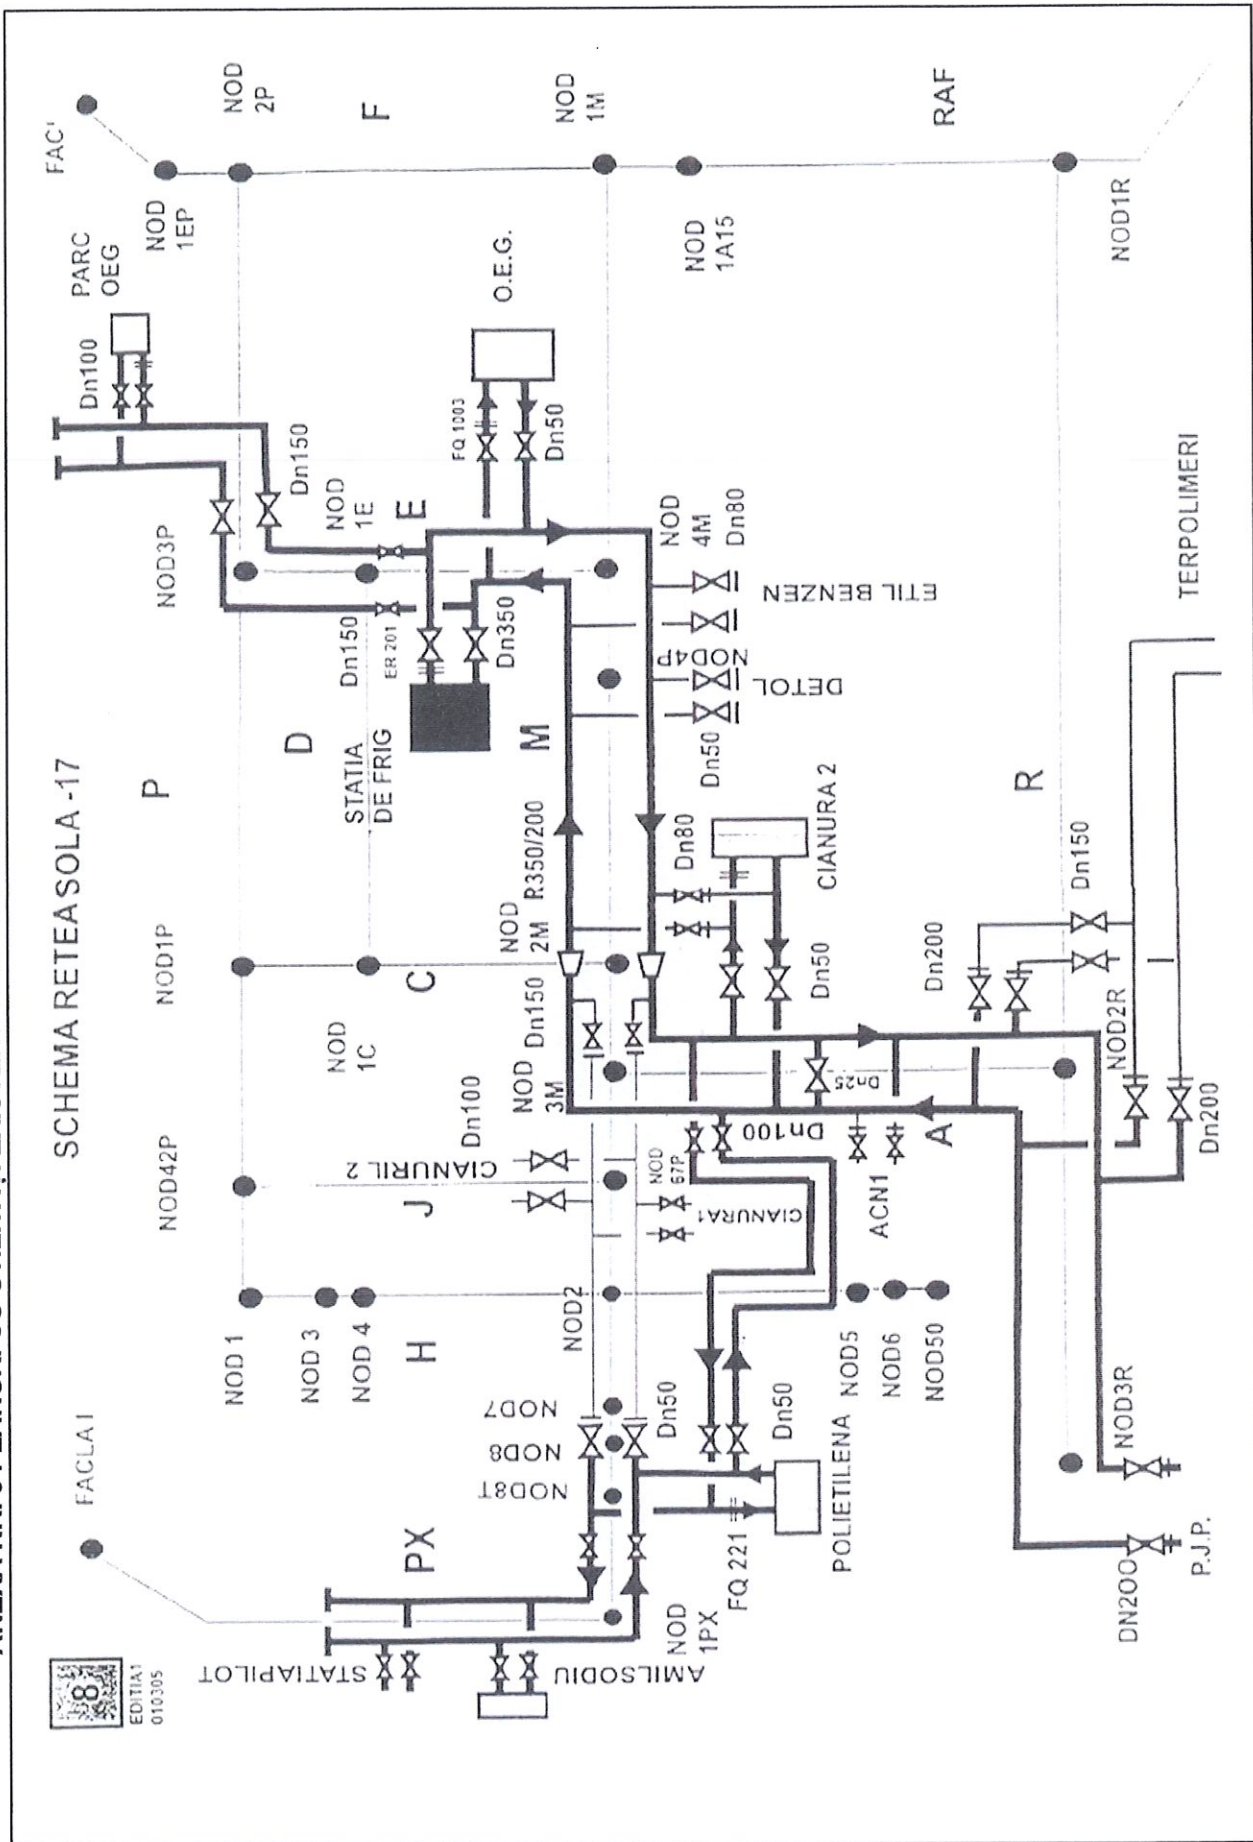 SCHEMA RETEA SOLA -17
8
EDITIA1
010305
FACLA I
NOD42P
NOD1P
P
NOD3P
PARC
OEG
Dn100
FAC'
NOD
1EP
NOD
2P
F
NOD 1
NOD 3
NOD 4
H
J
NOD
1C
C
D
STATIA
DE FRIG
Dn150
ER 201
NOD
1E
Dn150
E
FQ 1003
O.E.G.
Dn50
Dn350
NOD
1M
STATIAPILOT
PX
AMILSODIU
NOD
1PX
NOD8T
NOD8
NOD7
NOD2
CIANURIL 2
Dn100
NOD
3M
Dn150
NOD
2M
R350/200
M
NOD
67P
CIANURA1
Dn100
Dn25
Dn50
Dn80
CIANURA 2
Dn50
DETOL
NOD4P
ETIL BENZEN
NOD
4M
Dn80
NOD
1A15
FQ 221
POLIETILENA
Dn50
Dn50
NOD5
NOD6
NOD50
ACN1
A
Dn200
R
Dn150
RAF
NOD1R
NOD2R
Dn200
TERPOLIMERI
NOD3R
DN200
P.J.P.